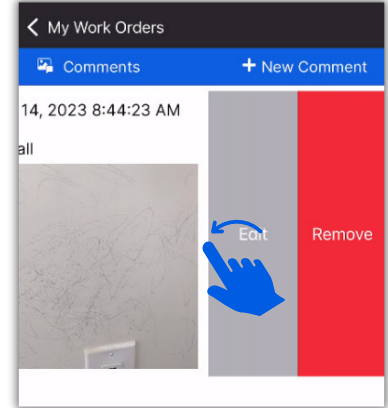 My Work Orders
Comments
+ New Comment
14, 2023 8:44:23 AM
all
Edit
Remove